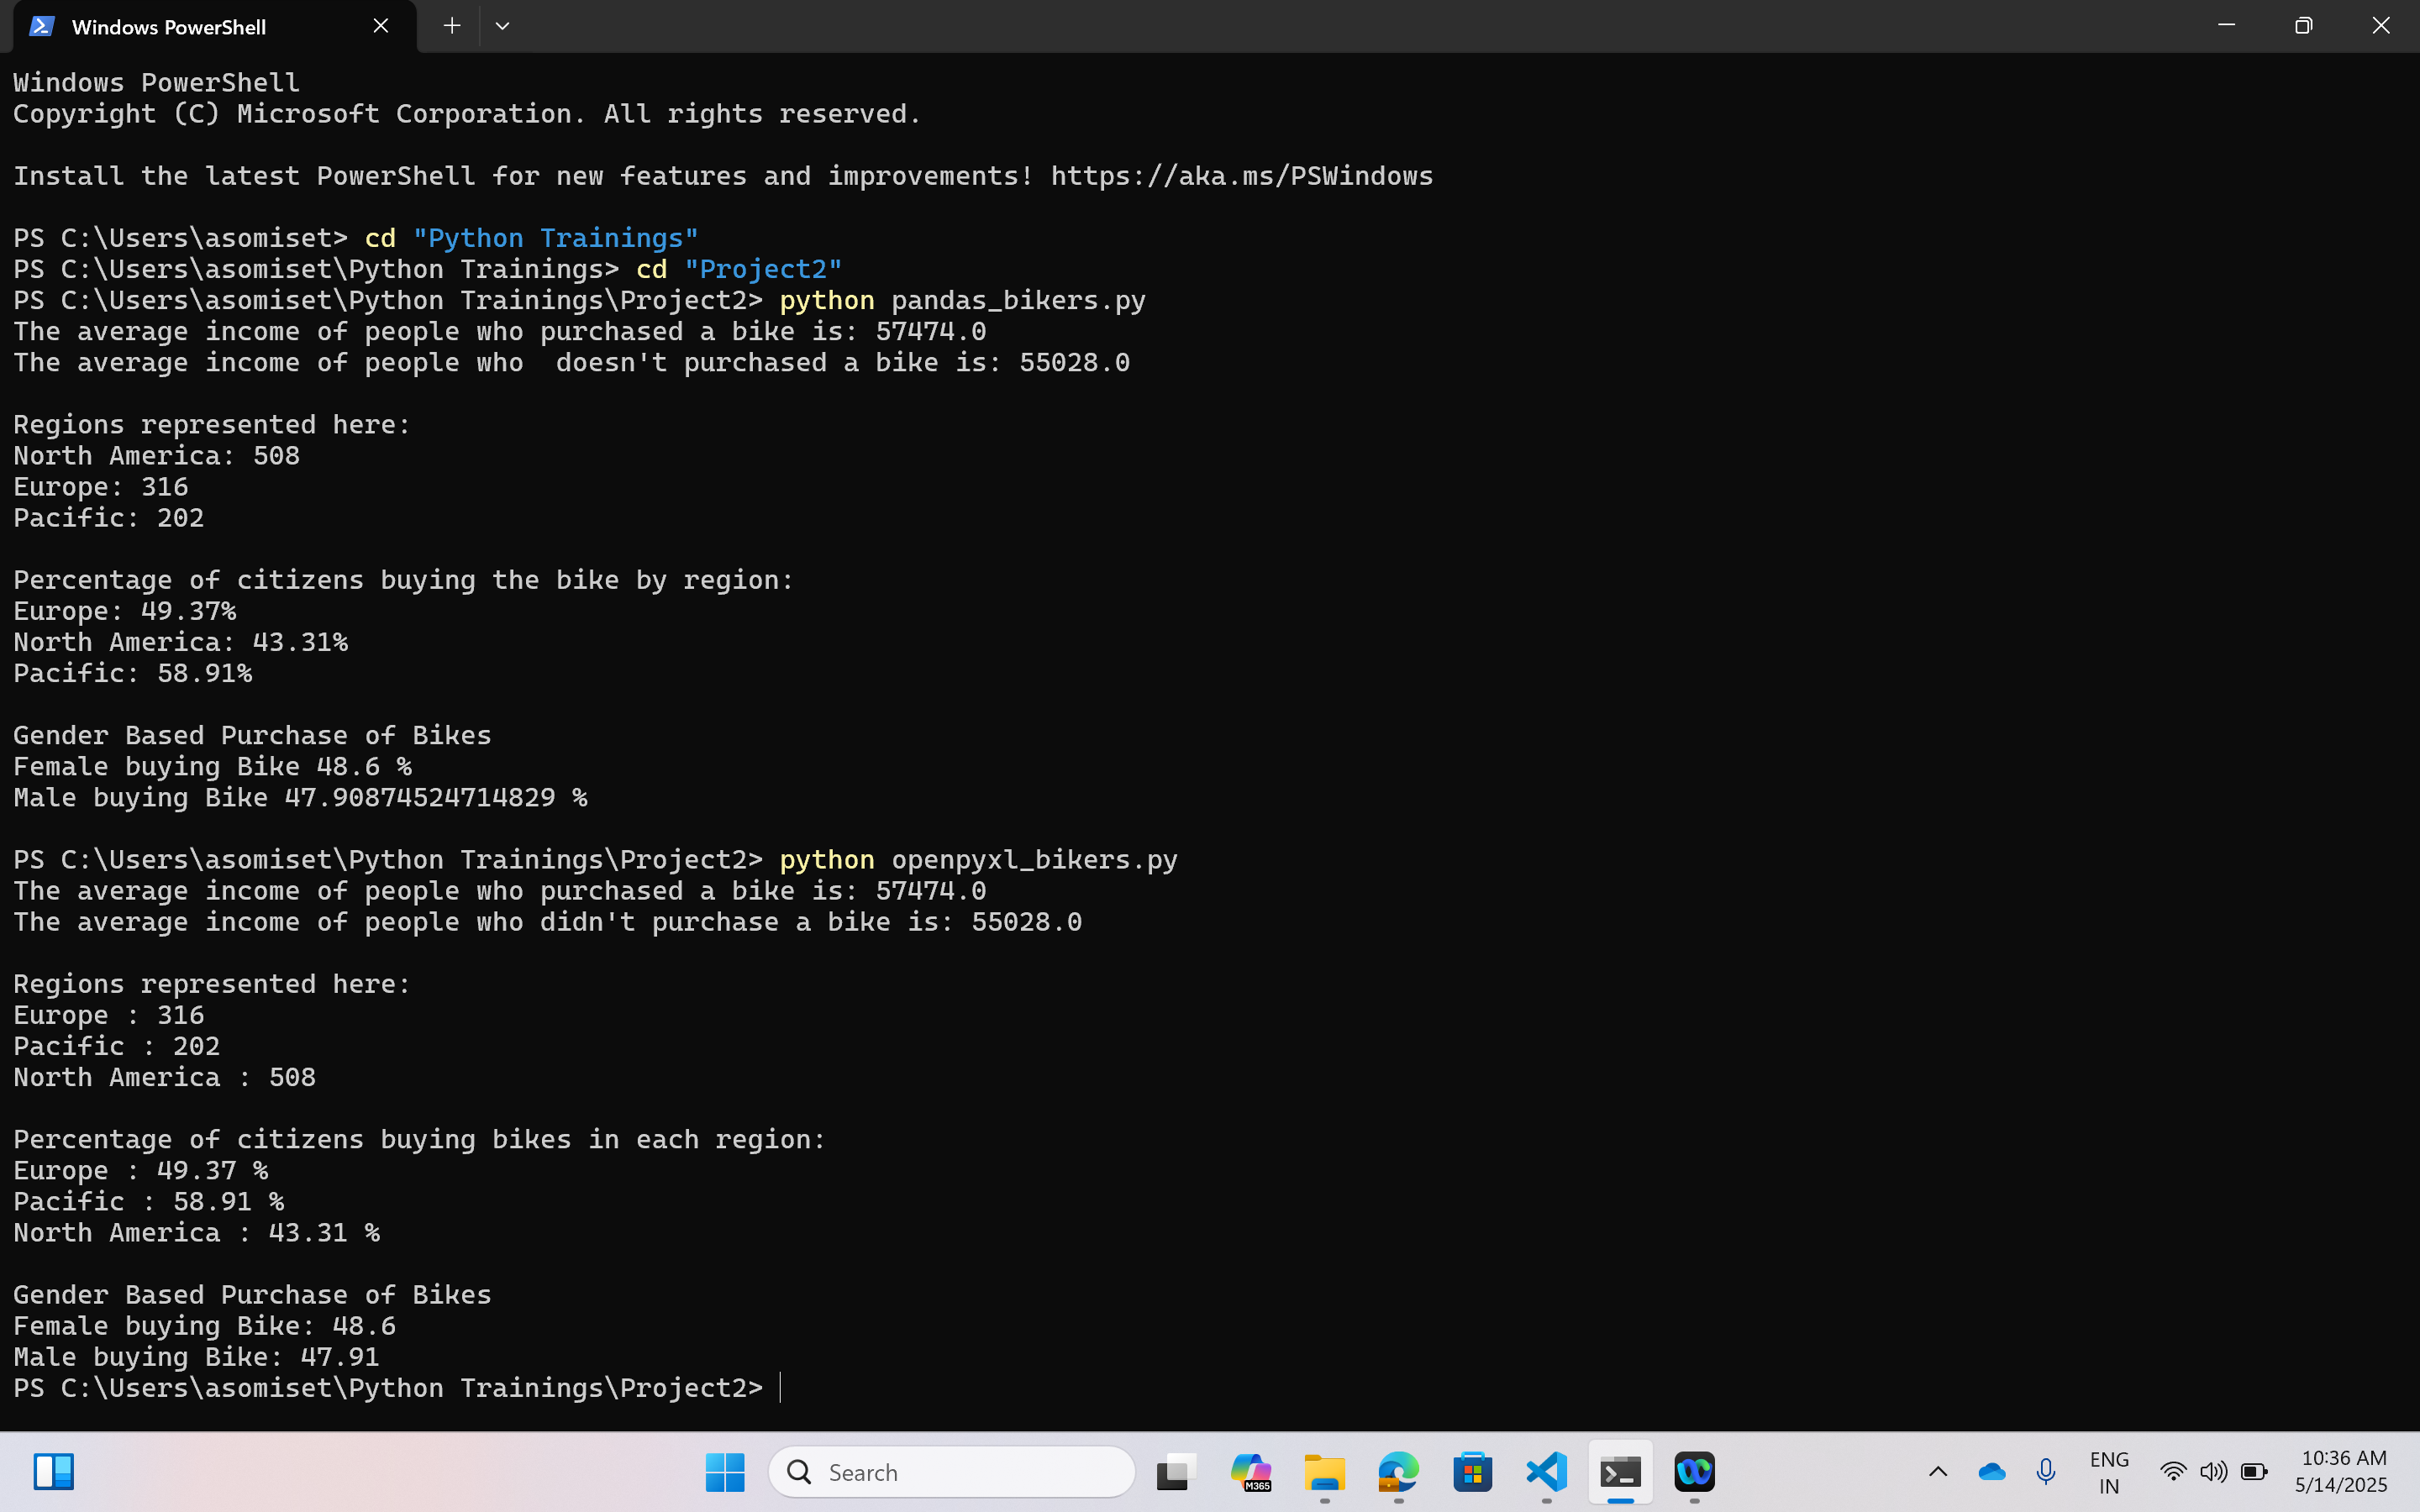 Windows PowerShell
Windows PowerShell
Copyright (C) Microsoft Corporation. All rights reserved.
Install the latest PowerShell for new features and improvements! https://aka.ms/PSWindows
PS C:\Users\asomiset> cd "Python Trainings"
PS C:\Users\asomiset\Python Trainings> cd "Project2"
PS C:\Users\asomiset\Python Trainings\Project2> python pandas_bikers.py
The average income of people who purchased a bike is: 57474.0
The average income of people who  doesn't purchased a bike is: 55028.0
Regions represented here:
North America: 508
Europe: 316
Pacific: 202
Percentage of citizens buying the bike by region:
Europe: 49.37%
North America: 43.31%
Pacific: 58.91%
Gender Based Purchase of Bikes
Female buying Bike 48.6 %
Male buying Bike 47.90874524714829 %
PS C:\Users\asomiset\Python Trainings\Project2> python openpyxl_bikers.py
The average income of people who purchased a bike is: 57474.0
The average income of people who didn't purchase a bike is: 55028.0
Regions represented here:
Europe : 316
Pacific : 202
North America : 508
Percentage of citizens buying bikes in each region:
Europe : 49.37 %
Pacific : 58.91 %
North America : 43.31 %
Gender Based Purchase of Bikes
Female buying Bike: 48.6
Male buying Bike: 47.91
PS C:\Users\asomiset\Python Trainings\Project2>
Search
M365
ENG
IN
10:36 AM
5/14/2025